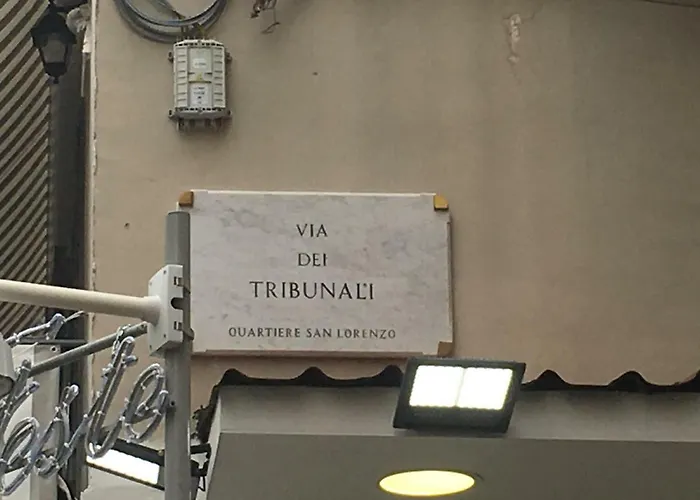 VIA
DEI
TRIBUNALI
QUARTIERE SAN LORENZO